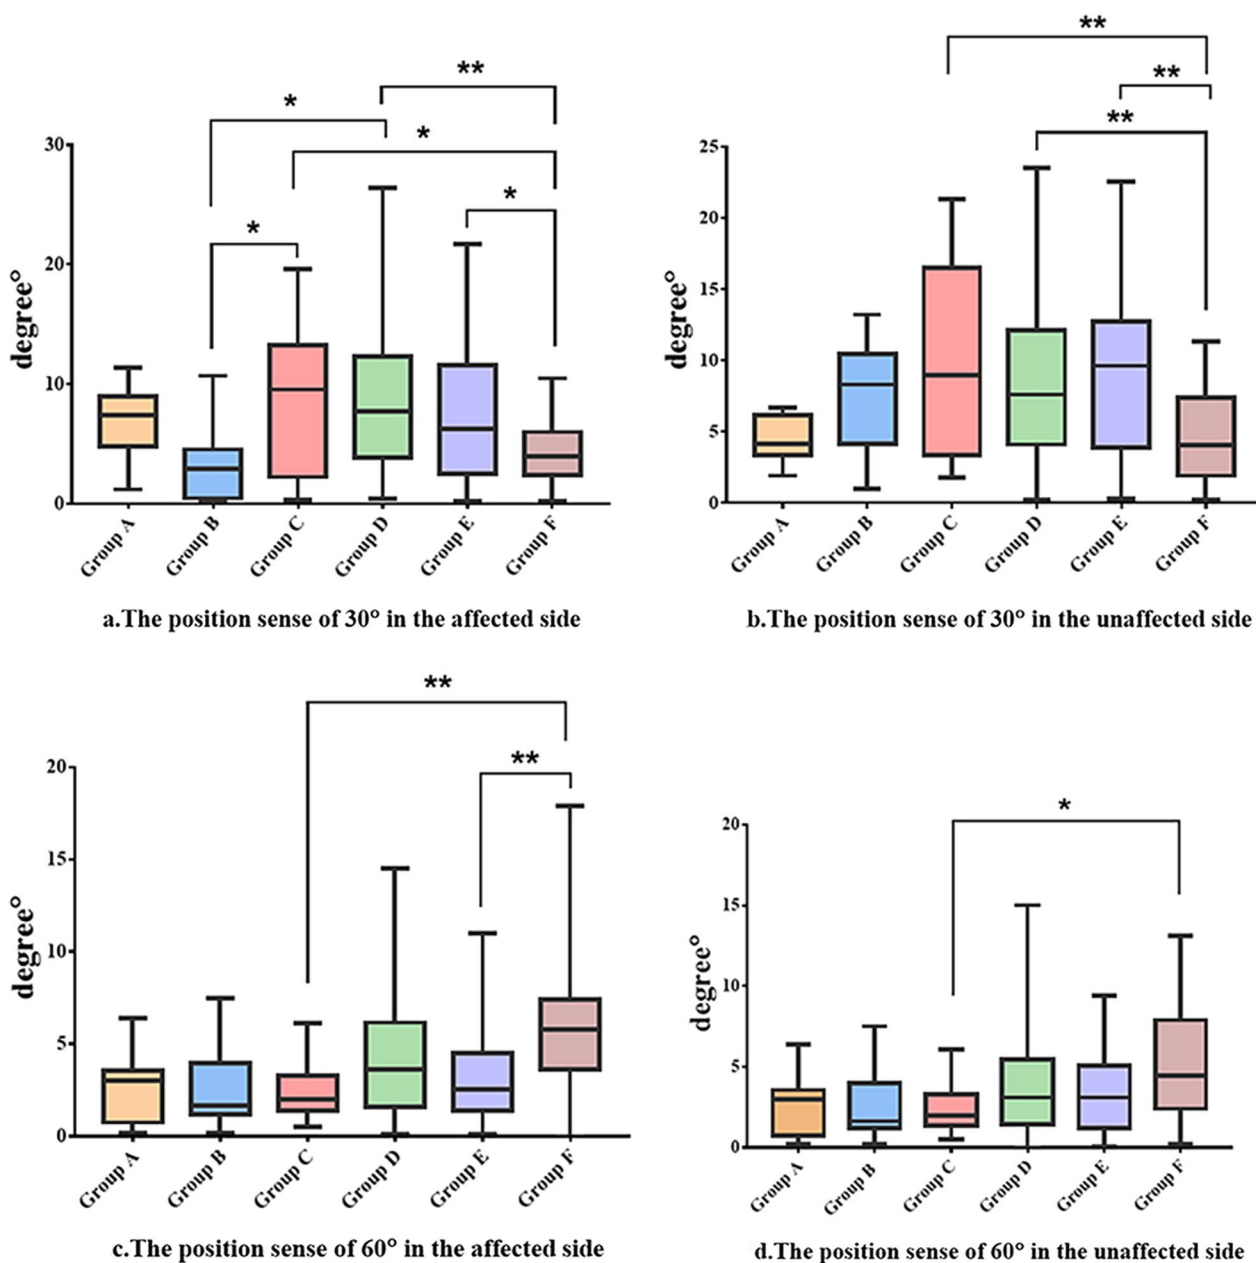 **
*
*
*
*
30
20
10
0
degree°
Group A
Group B
Group C
Group D
Group E
Group F
a.The position sense of 30° in the affected side
**
**
**
25
20
15
10
5
0
degree°
Group A
Group B
Group C
Group D
Group E
Group F
b.The position sense of 30° in the unaffected side
**
**
20
15
10
5
0
degree°
Group A
Group B
Group C
Group D
Group E
Group F
c.The position sense of 60° in the affected side
*
20
15
10
5
0
degree°
Group A
Group B
Group C
Group D
Group E
Group F
d.The position sense of 60° in the unaffected side